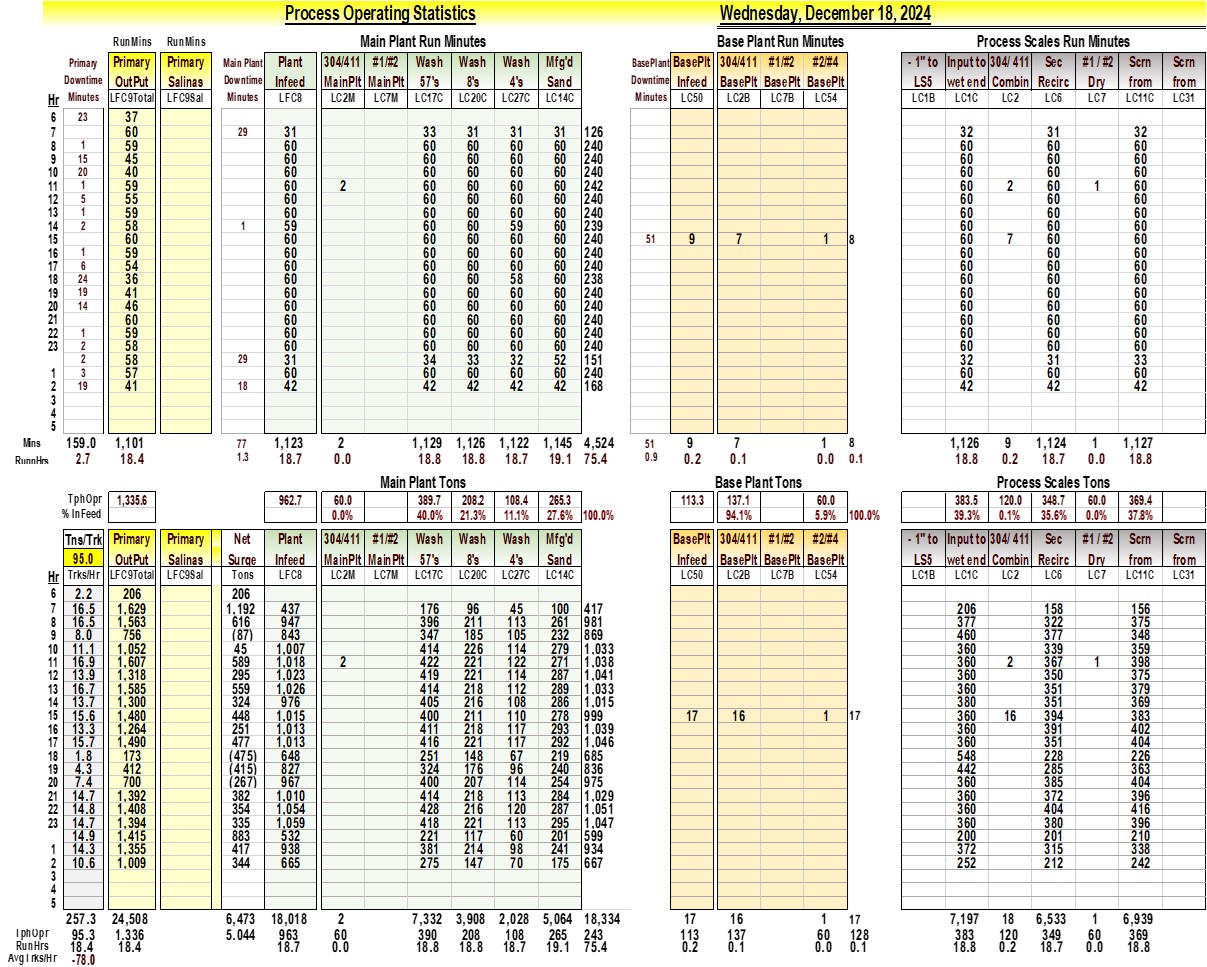 Process Operating Statistics Wednesday, December 18, 2024
RunMins RunMins Main Plant Run Minutes Base Plant Run Minutes Process Scales Run Minutes
Primary Primary Primary Main Plant Plant 304/411 #1/#2 Wash Wash Wash Mfg'd BasePlant BasePlt 304/411 #1/#2 #2/#4 - 1" to Input to 304/ 411 Sec #1 / #2 Scrn Scrn
Downtime OutPut Salinas Downtime Infeed MainPlt MainPlt 57's 8's 4's Sand Downtime Infeed BasePlt BasePlt BasePlt LS5 wet end Combin Recirc Dry from from
Hr Minutes LFC9Total LFC9Sal Minutes LFC8 LC2M LC7M LC17C LC20C LC27C LC14C Minutes LC50 LC2B LC7B LC54 LC1B LC1C LC2 LC6 LC7 LC11C LC31
6 23 37
7 60 29 31 33 31 31 31 126 32 31 32
8 1 59 60 60 60 60 60 240 60 60 60
9 15 45 60 60 60 60 60 240 60 60 60
10 20 40 60 60 60 60 60 240 60 60 60
11 1 59 60 2 60 60 60 60 242 60 2 60 1 60
12 5 55 60 60 60 60 60 240 60 60 60
13 1 59 60 60 60 60 60 240 60 60 60
14 2 58 1 59 60 60 59 60 239 60 60 60
15 60 60 60 60 60 60 240 51 9 7 1 8 60 7 60 60
16 1 59 60 60 60 60 60 240 60 60 60
17 6 54 60 60 60 60 60 240 60 60 60
18 24 36 60 60 60 58 60 238 60 60 60
19 19 41 60 60 60 60 60 240 60 60 60
20 14 46 60 60 60 60 60 240 60 60 60
21 60 60 60 60 60 60 240 60 60 60
22 1 59 60 60 60 60 60 240 60 60 60
23 2 58 60 60 60 60 60 240 60 60 60
2 58 29 31 34 33 32 52 151 32 31 33
1 3 57 60 60 60 60 60 240 60 60 60
2 19 41 18 42 42 42 42 42 168 42 42 42
3
4
5
Mins 159.0 1,101 77 1,123 2 1,129 1,126 1,122 1,145 4,524 51 9 7 1 8 1,126 9 1,124 1 1,127
RunnHrs 2.7 18.4 1.3 18.7 0.0 18.8 18.8 18.7 19.1 75.4 0.9 0.2 0.1 0.0 0.1 18.8 0.2 18.7 0.0 18.8
Main Plant Tons Base Plant Tons Process Scales Tons
TphOpr 1,335.6 962.7 60.0 389.7 208.2 108.4 265.3 113.3 137.1 60.0 383.5 120.0 348.7 60.0 369.4
% InFeed 0.0% 40.0% 21.3% 11.1% 27.6% 100.0% 94.1% 5.9% 100.0% 39.3% 0.1% 35.6% 0.0% 37.8%
Tns/Trk Primary Primary Net Plant 304/411 #1/#2 Wash Wash Wash Mfg'd BasePlt 304/411 #1/#2 #2/#4 - 1" to Input to 304/ 411 Sec #1 / #2 Scrn Scrn
95.0 OutPut Salinas Surge Infeed MainPlt MainPlt 57's 8's 4's Sand Infeed BasePlt BasePlt BasePlt LS5 wet end Combin Recirc Dry from from
Hr Trks/Hr LFC9Total LFC9Sal Tons LFC8 LC2M LC7M LC17C LC20C LC27C LC14C LC50 LC2B LC7B LC54 LC1B LC1C LC2 LC6 LC7 LC11C LC31
6 2.2 206 206
7 16.5 1,629 1,192 437 176 96 45 100 417 206 158 156
8 16.5 1,563 616 947 396 211 113 261 981 377 322 375
9 8.0 756 (87) 843 347 185 105 232 869 460 377 348
10 11.1 1,052 45 1,007 414 226 114 279 1,033 360 339 359
11 16.9 1,607 589 1,018 2 422 221 122 271 1,038 360 2 367 1 398
12 13.9 1,318 295 1,023 419 221 114 287 1,041 360 350 375
13 16.7 1,585 559 1,026 414 218 112 289 1,033 360 351 379
14 13.7 1,300 324 976 405 216 108 286 1,015 380 351 369
15 15.6 1,480 448 1,015 400 211 110 278 999 17 16 1 17 360 16 394 383
16 13.3 1,264 251 1,013 411 218 117 293 1,039 360 391 402
17 15.7 1,490 477 1,013 416 221 117 292 1,046 360 351 404
18 1.8 173 (475) 648 251 148 67 219 685 548 228 226
19 4.3 412 (415) 827 324 176 96 240 836 442 285 363
20 7.4 700 (267) 967 400 207 114 254 975 360 385 404
21 14.7 1,392 382 1,010 414 218 113 284 1,029 360 372 396
22 14.8 1,408 354 1,054 428 216 120 287 1,051 360 404 416
23 14.7 1,394 335 1,059 418 221 113 295 1,047 360 380 396
14.9 1,415 883 532 221 117 60 201 599 200 201 210
1 14.3 1,355 417 938 381 214 98 241 934 372 315 338
2 10.6 1,009 344 665 275 147 70 175 667 252 212 242
3
4
5
257.3 24,508 6,473 18,018 2 7,332 3,908 2,028 5,064 18,334 17 16 1 17 7,197 18 6,533 1 6,939
TphOpr 95.3 1.336 5.044 963 60 390 208 108 265 243 113 137 60 128 383 120 349 60 369
RunHrs 18.4 18.4 18.7 0.0 18.8 18.8 18.7 19.1 75.4 0.2 0.1 0.0 0.1 18.8 0.2 18.7 0.0 18.8
AvgTrks/Hr -78.0